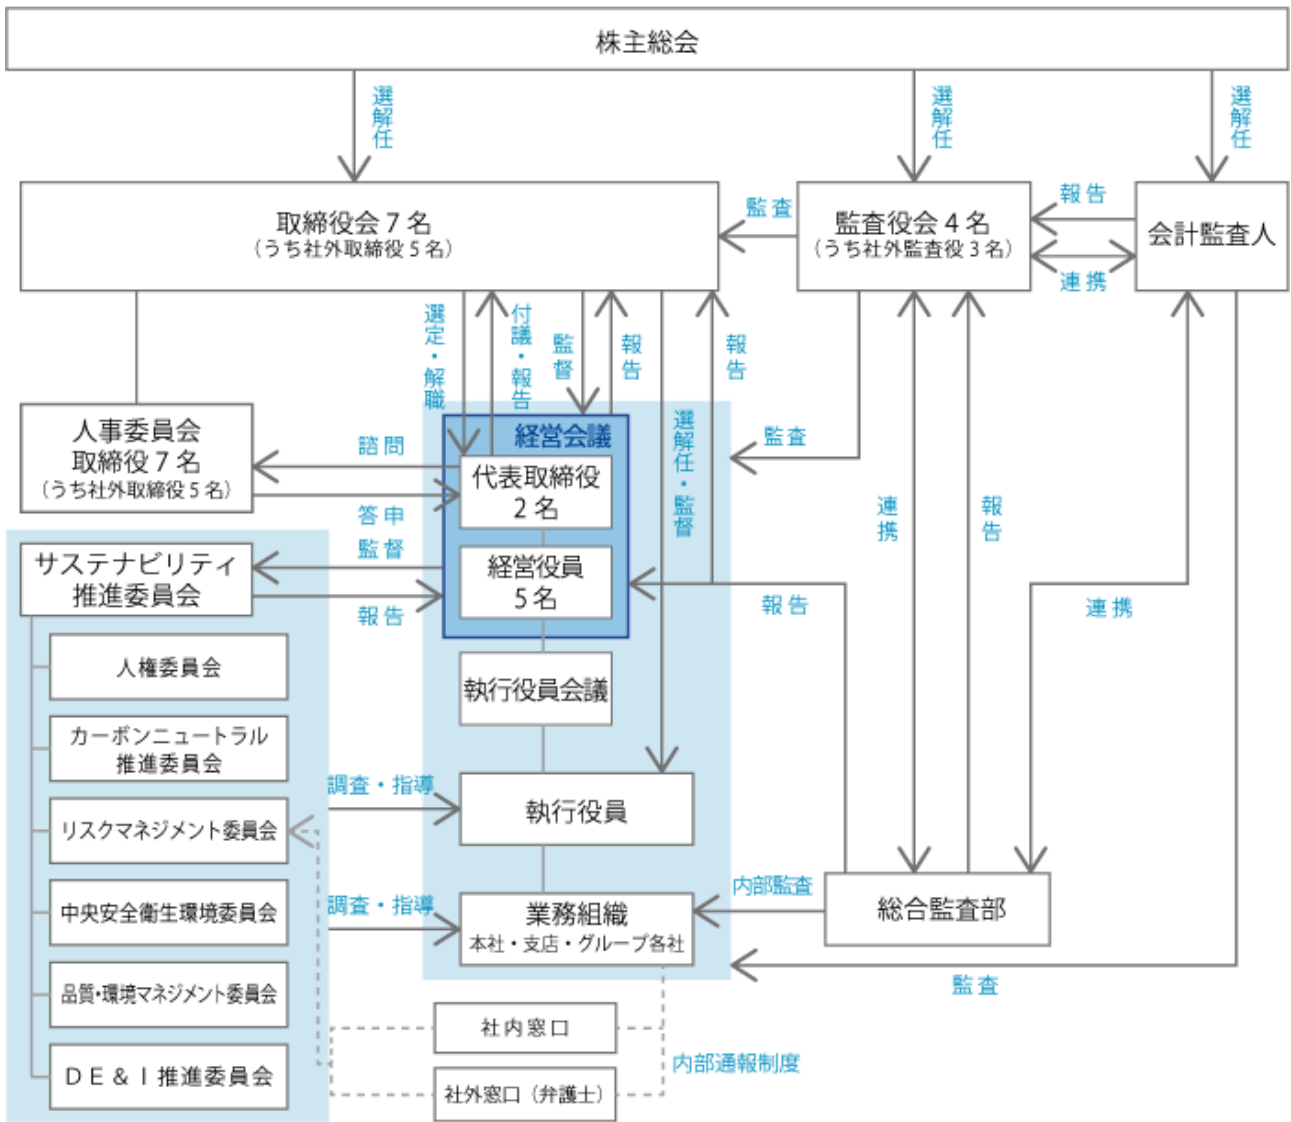 株主総会
選解任
選解任
選解任
取締役会 7 名
（うち社外取締役 5 名）
監査
監査役会 4 名
（うち社外監査役 3 名）
報告
連携
会計監査人
選定・解職
付議・報告
監督
報告
選解任・監督
報告
監査
連携
報告
連携
人事委員会
取締役 7 名
（うち社外取締役 5 名）
諮問
答申
経営会議
代表取締役
2 名
経営役員
5 名
監督
報告
報告
サステナビリティ
推進委員会
人権委員会
カーボンニュートラル
推進委員会
リスクマネジメント委員会
中央安全衛生環境委員会
品質・環境マネジメント委員会
ＤＥ＆Ｉ推進委員会
執行役員会議
調査・指導
執行役員
調査・指導
業務組織
本社・支店・グループ各社
内部監査
総合監査部
監査
社内窓口
社外窓口（弁護士）
内部通報制度